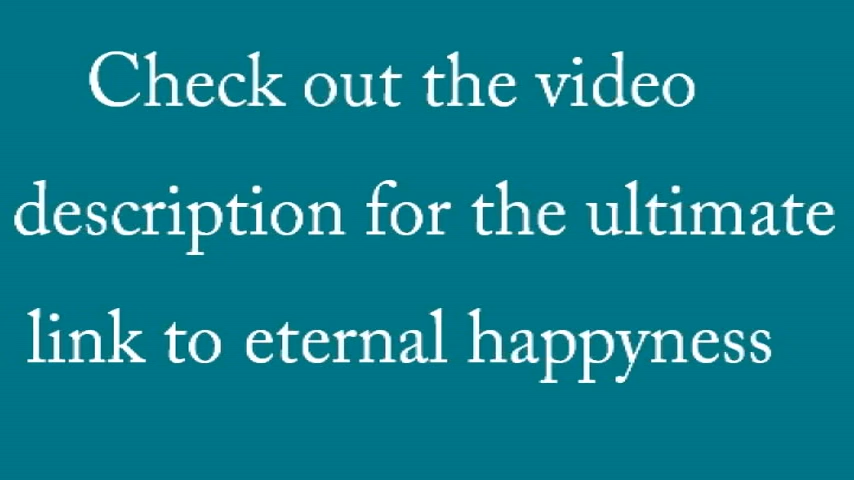 Check out the video
description for the ultimate
link to eternal happyness